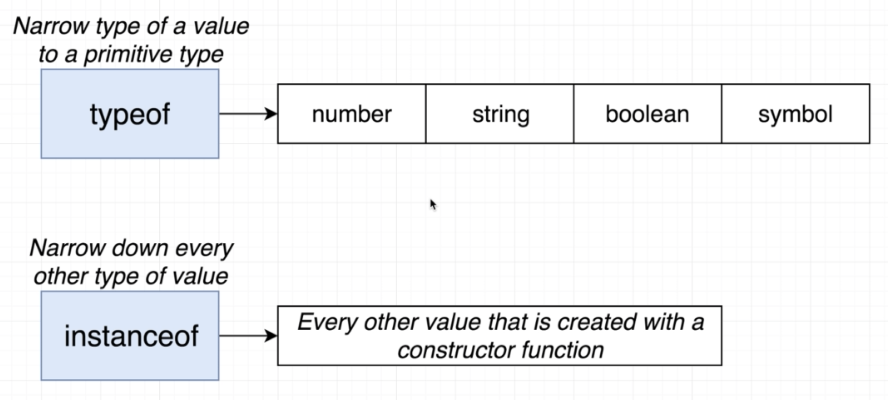 Narrow type of a value
to a primitive type
typeof
number
string
boolean
symbol
Narrow down every
other type of value
instanceof
Every other value that is created with a
constructor function